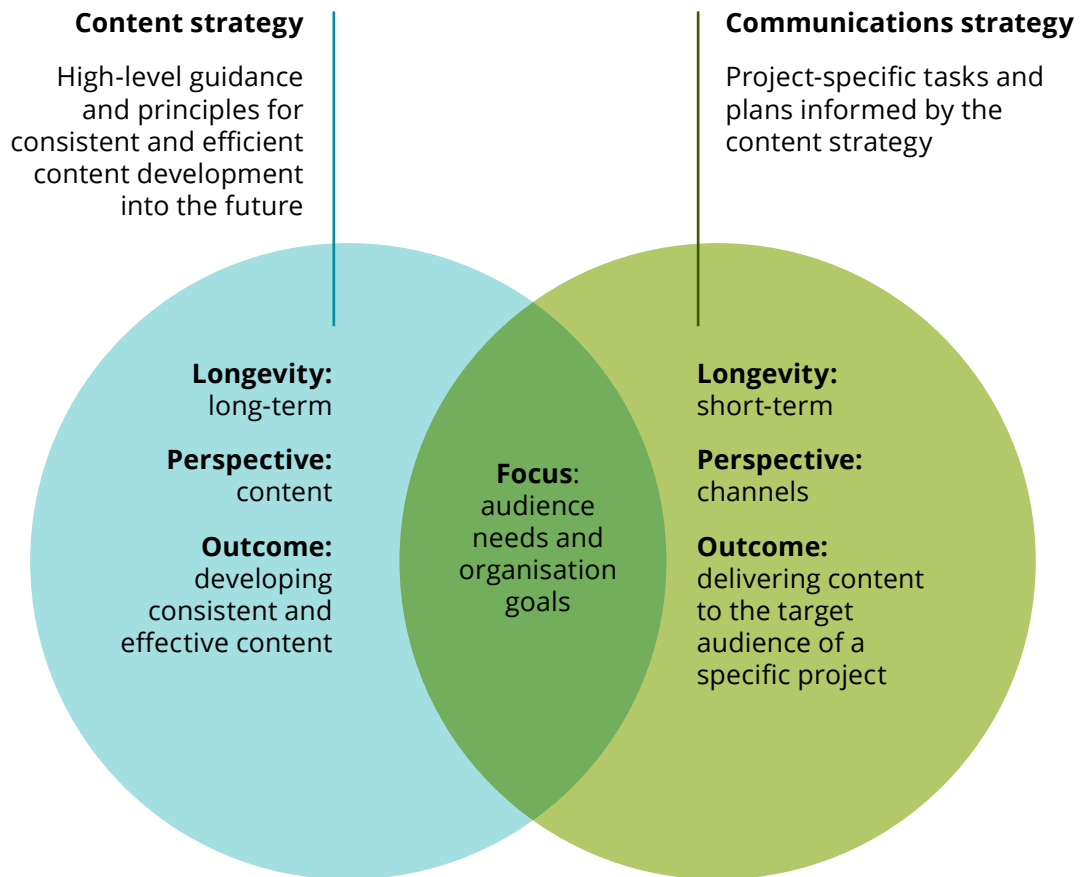 Content strategy
High-level guidance
and principles for
consistent and efficient
content development
into the future
Communications strategy
Project-specific tasks and
plans informed by the
content strategy
Longevity:
long-term
Perspective:
content
Outcome:
developing
consistent and
effective content
Focus:
audience
needs and
organisation
goals
Longevity:
short-term
Perspective:
channels
Outcome:
delivering content
to the target
audience of a
specific project